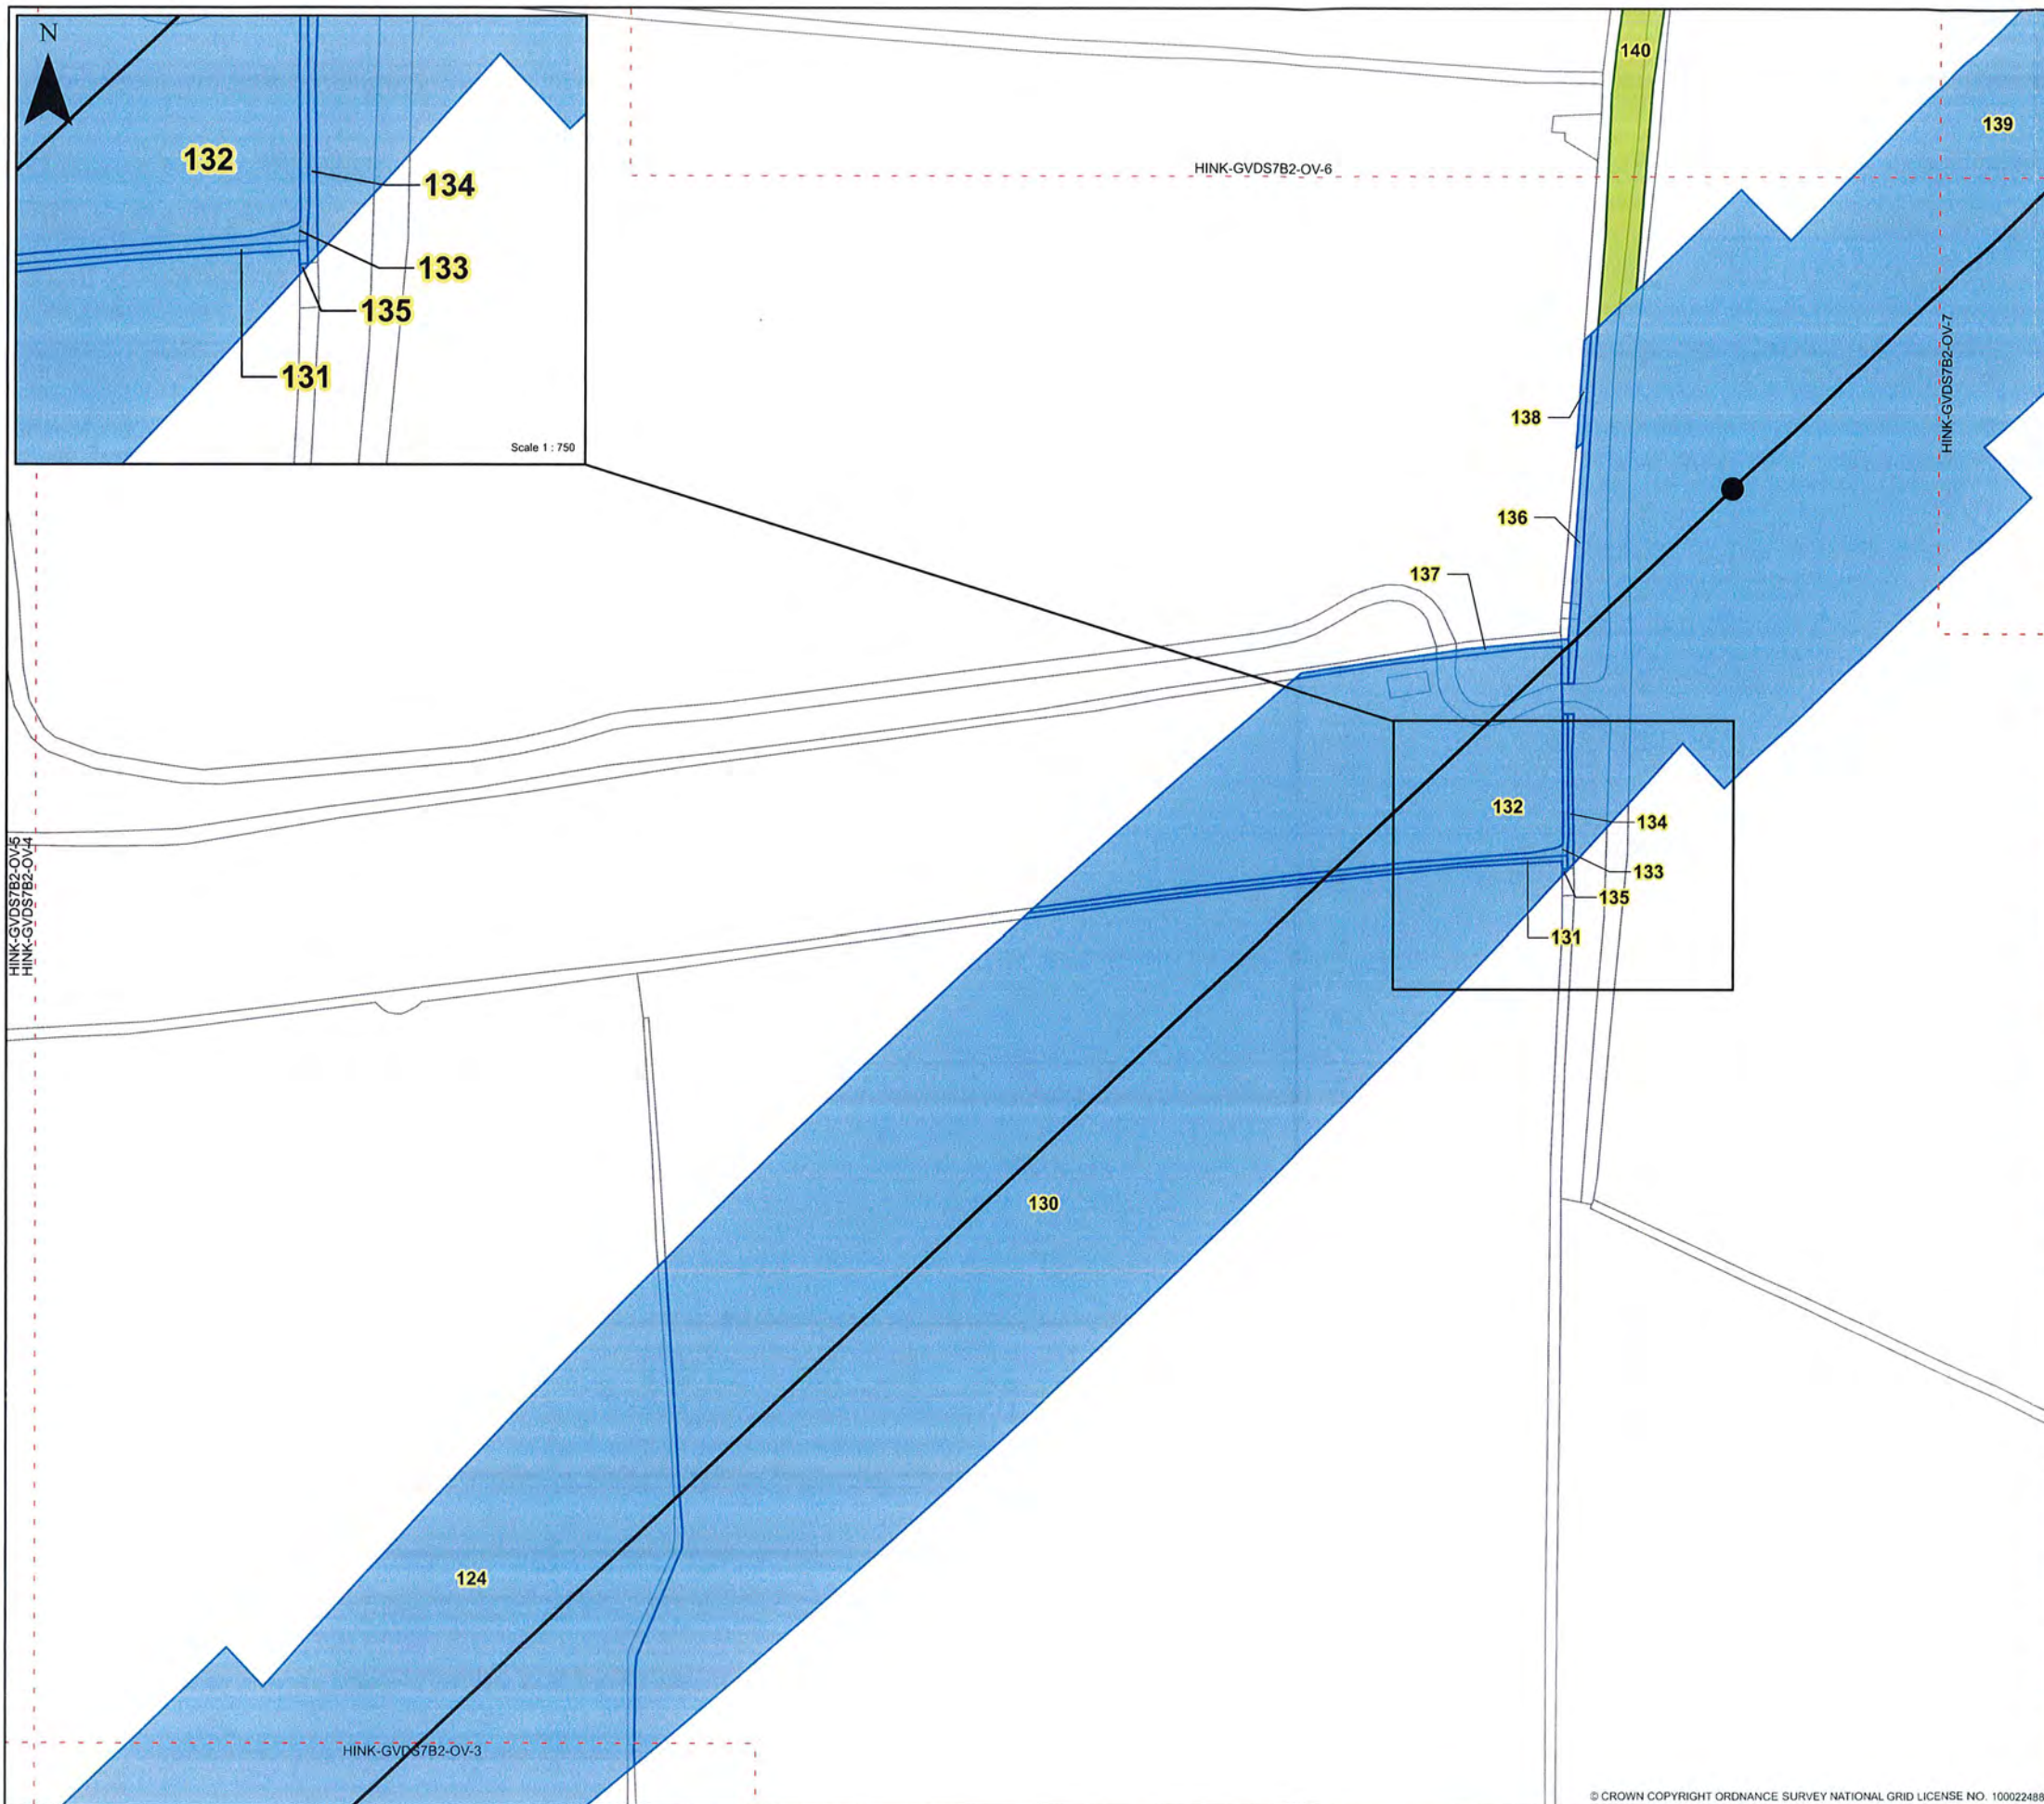 N
132
134
133
135
131
Scale 1 : 750
140
139
HINK-GVDS7B2-OV-6
HINK-GVDS7B2-OV-7
138
136
137
132
134
133
135
131
HINK-GVDS7B2-OV-5
HINK-GVDS7B2-OV-4
130
124
HINK-GVDS7B2-OV-3
© CROWN COPYRIGHT ORDNANCE SURVEY NATIONAL GRID LICENSE NO. 100022488